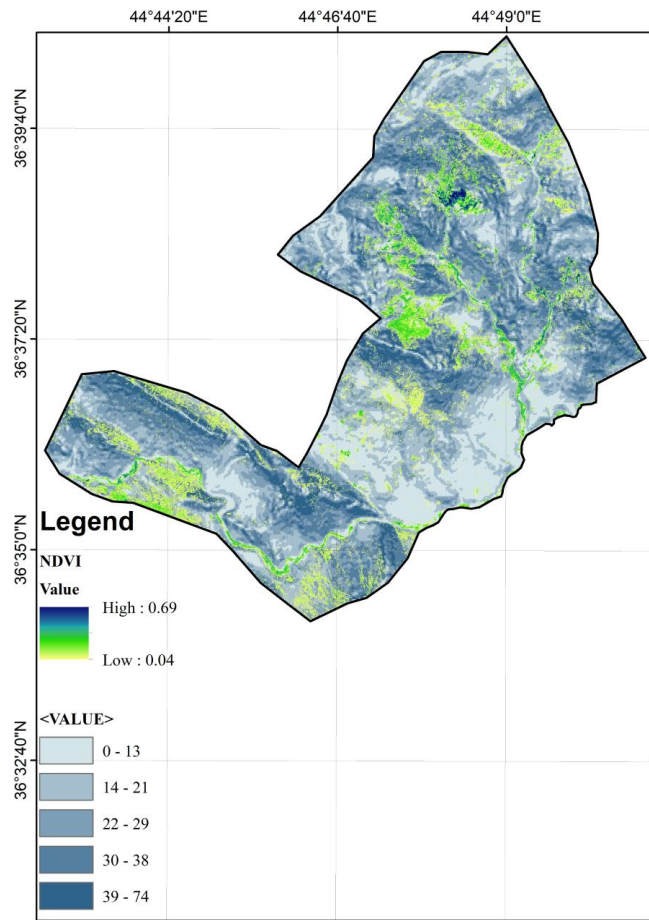 44°44'20"E 44°46'40"E 44°49'0"E
36°39'40"N
36°37'20"N
36°35'0"N
36°32'40"N
Legend
NDVI
Value
High : 0.69
Low : 0.04
<VALUE>
0 - 13
14 - 21
22 - 29
30 - 38
39 - 74